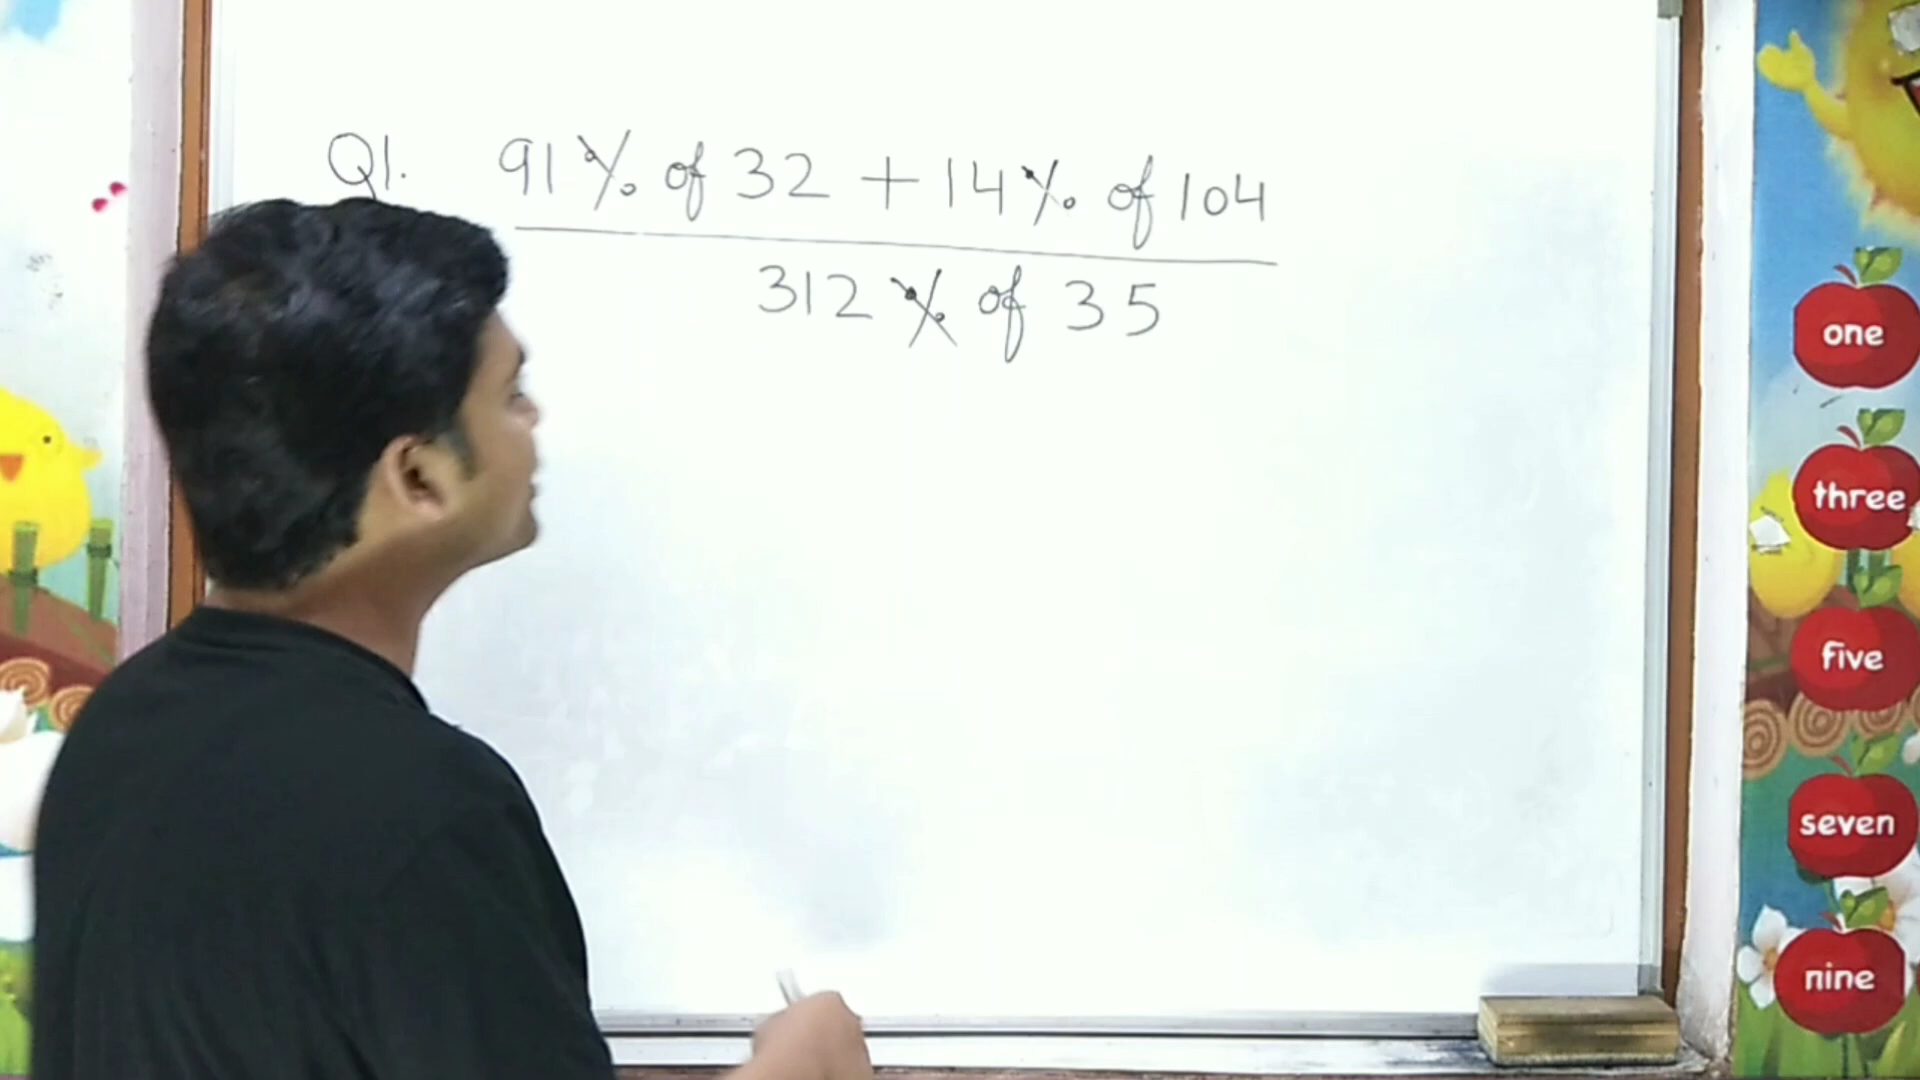 Q1. 91% of 32 + 14% of 104
312% of 35
one
three
five
seven
nine